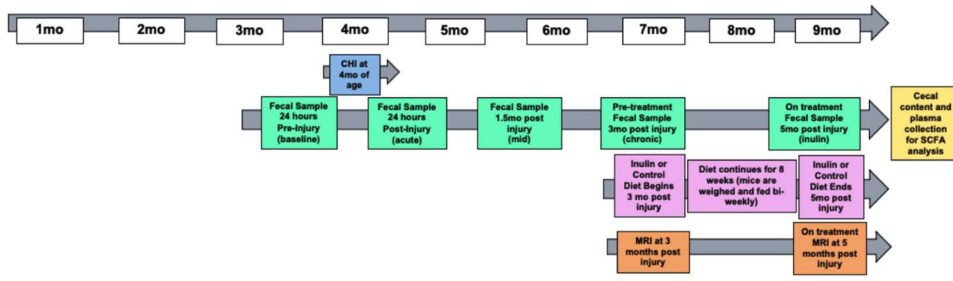 1mo
2mo
3mo
4mo
5mo
6mo
7mo
8mo
9mo
CHI at
4mo of
age
Fecal Sample
24 hours
Pre-Injury
(baseline)
Fecal Sample
24 hours
Post-Injury
(acute)
Fecal Sample
1.5mo post
injury
(mid)
Pre-treatment
Fecal Sample
3mo post injury
(chronic)
On treatment
Fecal Sample
5mo post injury
(inulin)
Cecal
content and
plasma
collection
for SCFA
analysis
Inulin or
Control
Diet Begins
3 mo post
injury
Diet continues for 8
weeks (mice are
weighed and fed bi-
weekly)
Inulin or
Control
Diet Ends
5mo post
injury
MRI at 3
months post
injury
On treatment
MRI at 5
months post
injury